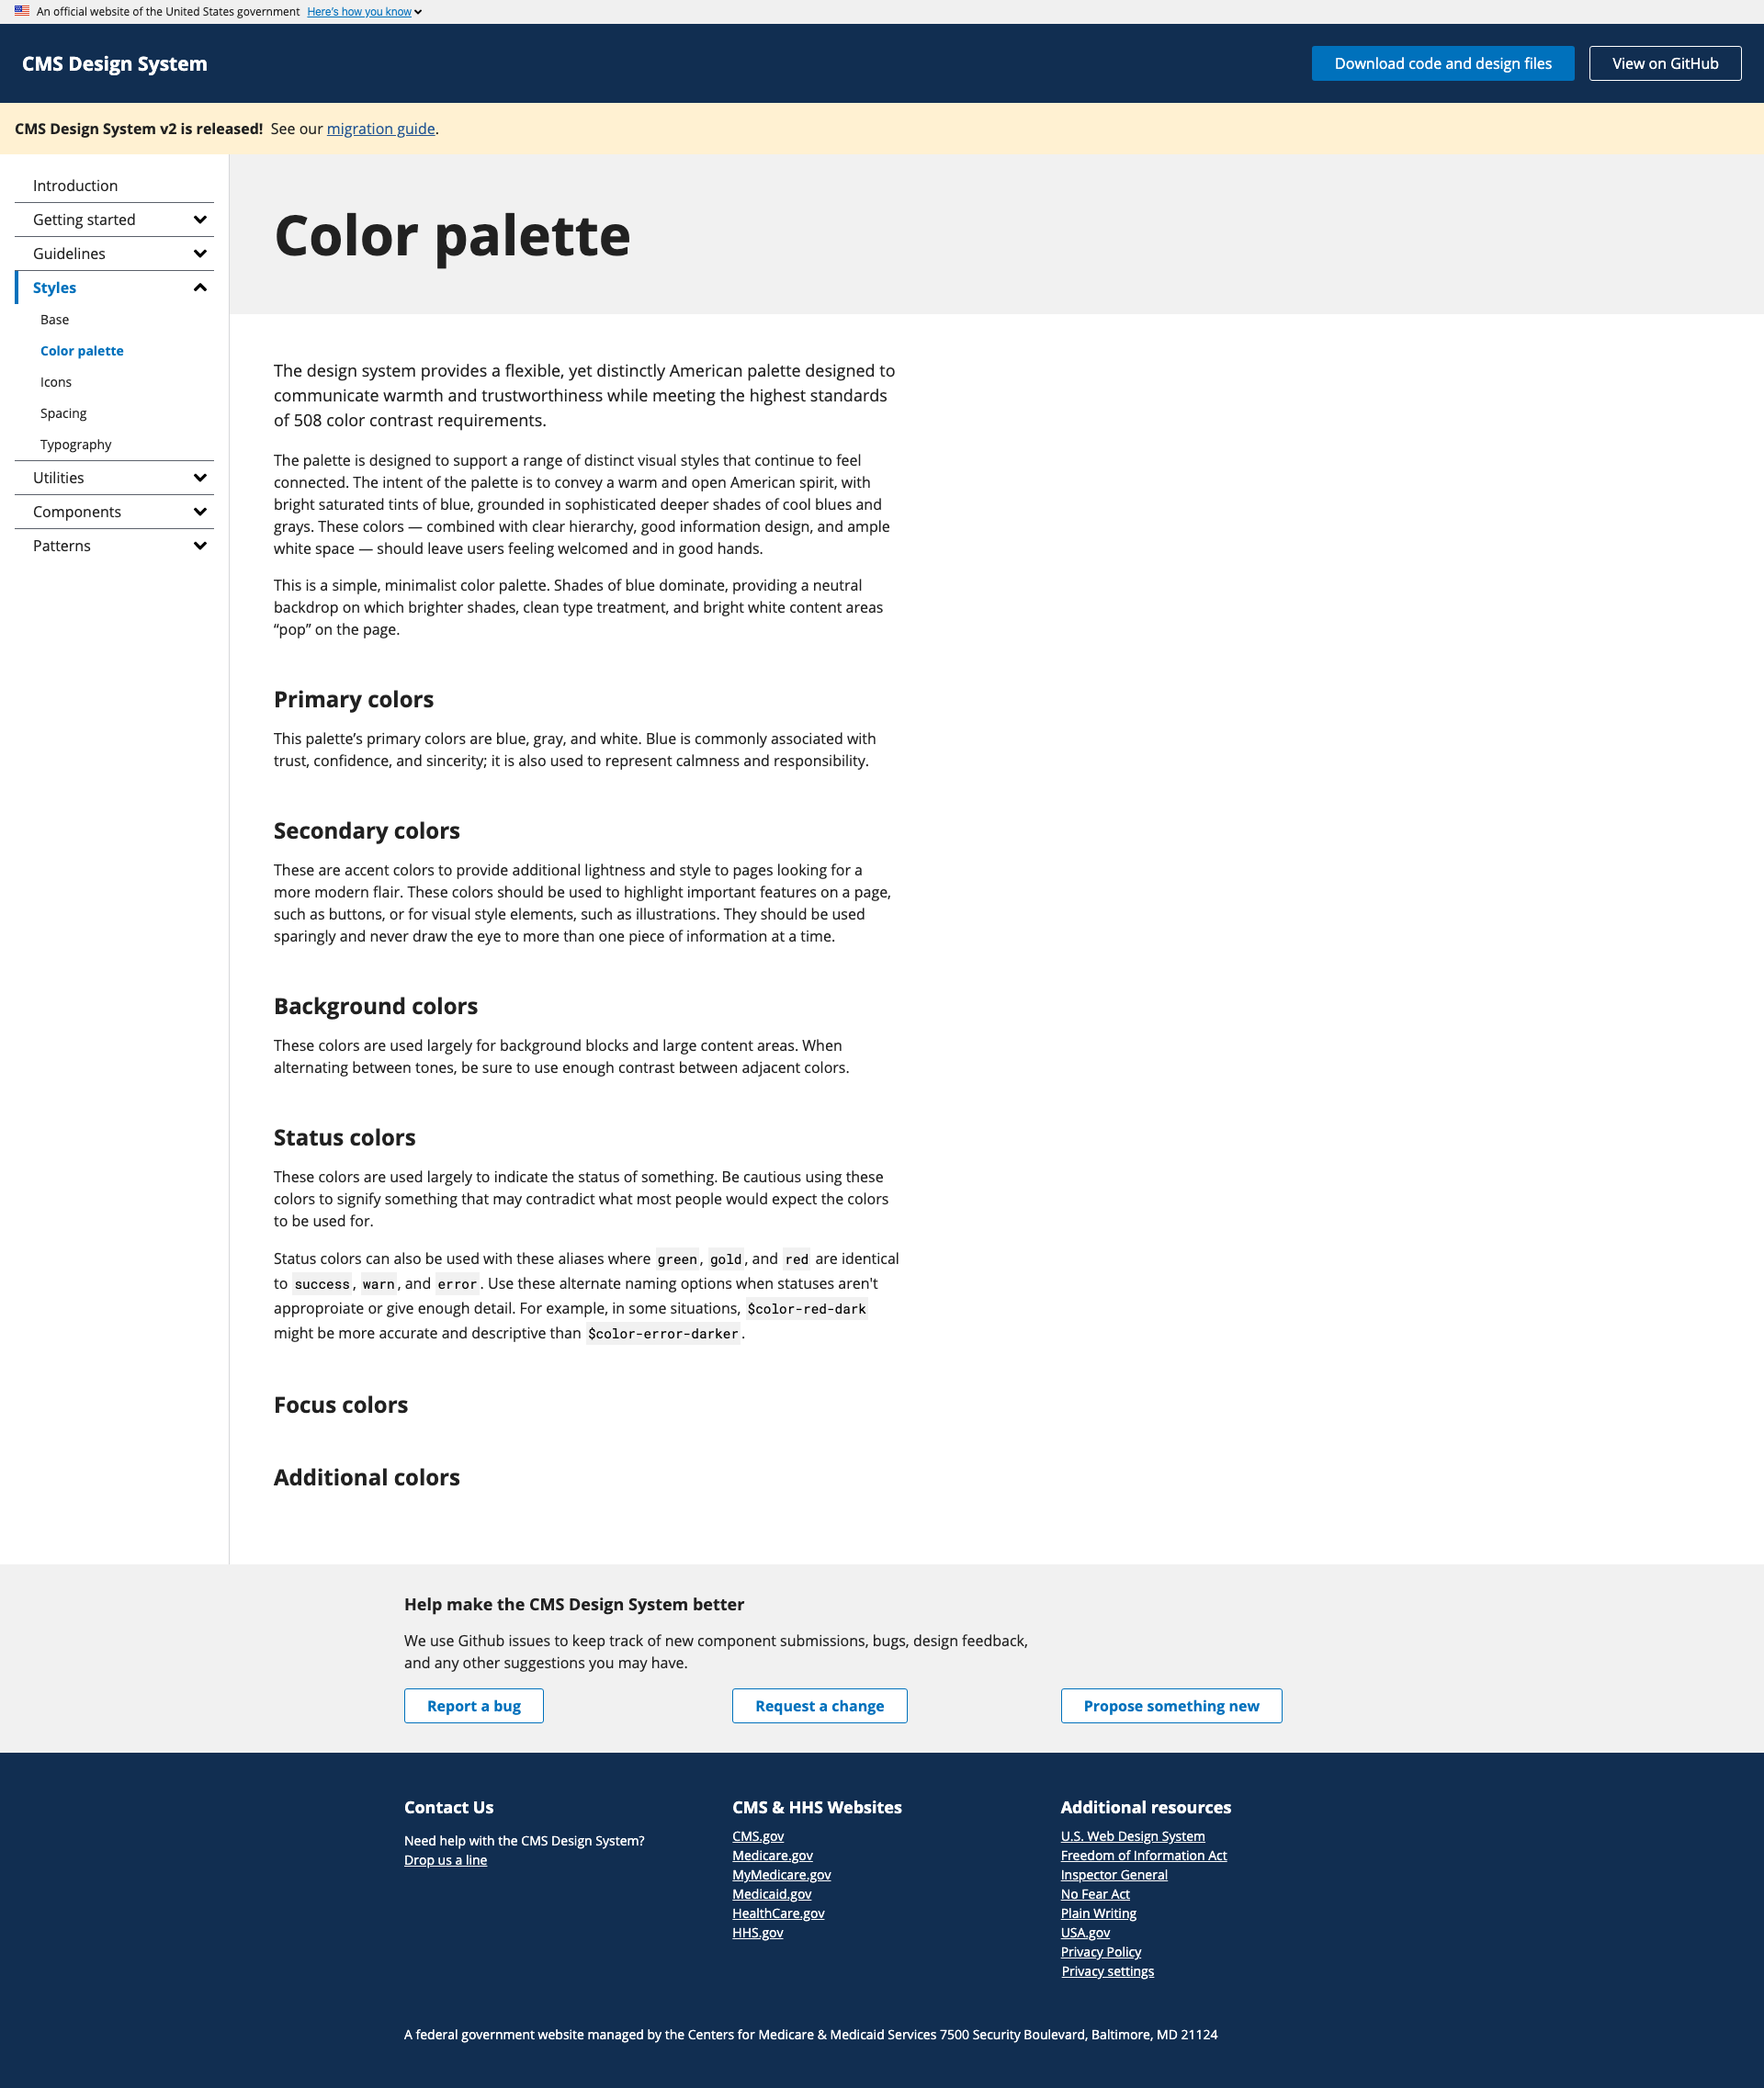 An official website of the United States government Here's how you know
CMS Design System
Download code and design files
View on GitHub
CMS Design System v2 is released! See our migration guide.
Introduction
Getting started
Guidelines
Styles
Base
Color palette
Icons
Spacing
Typography
Utilities
Components
Patterns
Color palette
The design system provides a flexible, yet distinctly American palette designed to
communicate warmth and trustworthiness while meeting the highest standards
of 508 color contrast requirements.
The palette is designed to support a range of distinct visual styles that continue to feel
connected. The intent of the palette is to convey a warm and open American spirit, with
bright saturated tints of blue, grounded in sophisticated deeper shades of cool blues and
grays. These colors — combined with clear hierarchy, good information design, and ample
white space — should leave users feeling welcomed and in good hands.
This is a simple, minimalist color palette. Shades of blue dominate, providing a neutral
backdrop on which brighter shades, clean type treatment, and bright white content areas
“pop” on the page.
Primary colors
This palette’s primary colors are blue, gray, and white. Blue is commonly associated with
trust, confidence, and sincerity; it is also used to represent calmness and responsibility.
Secondary colors
These are accent colors to provide additional lightness and style to pages looking for a
more modern flair. These colors should be used to highlight important features on a page,
such as buttons, or for visual style elements, such as illustrations. They should be used
sparingly and never draw the eye to more than one piece of information at a time.
Background colors
These colors are used largely for background blocks and large content areas. When
alternating between tones, be sure to use enough contrast between adjacent colors.
Status colors
These colors are used largely to indicate the status of something. Be cautious using these
colors to signify something that may contradict what most people would expect the colors
to be used for.
Status colors can also be used with these aliases where green, gold, and red are identical
to success, warn, and error. Use these alternate naming options when statuses aren't
approproiate or give enough detail. For example, in some situations, $color-red-dark
might be more accurate and descriptive than $color-error-darker.
Focus colors
Additional colors
Help make the CMS Design System better
We use Github issues to keep track of new component submissions, bugs, design feedback,
and any other suggestions you may have.
Report a bug
Request a change
Propose something new
Contact Us
Need help with the CMS Design System?
Drop us a line
CMS & HHS Websites
CMS.gov
Medicare.gov
MyMedicare.gov
Medicaid.gov
HealthCare.gov
HHS.gov
Additional resources
U.S. Web Design System
Freedom of Information Act
Inspector General
No Fear Act
Plain Writing
USA.gov
Privacy Policy
Privacy settings
A federal government website managed by the Centers for Medicare & Medicaid Services 7500 Security Boulevard, Baltimore, MD 21124